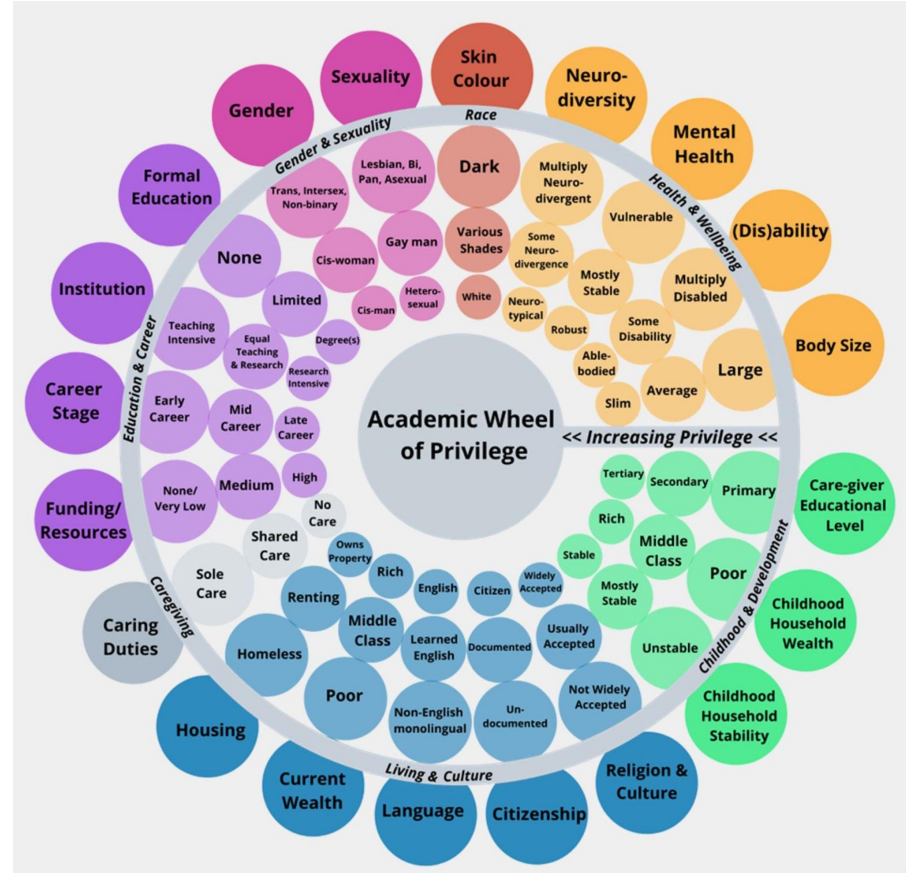 Academic Wheel
of Privilege
<< Increasing Privilege <<
Race
Skin
Colour
Dark
Various
Shades
White
Health & Wellbeing
Neuro-
diversity
Multiply
Neuro-
divergent
Some
Neuro-
divergence
Neuro-
typical
Mental
Health
Vulnerable
Mostly
Stable
Robust
(Dis)ability
Multiply
Disabled
Some
Disability
Able-
bodied
Body Size
Large
Average
Slim
Childhood & Development
Care-giver
Educational
Level
Primary
Secondary
Tertiary
Childhood
Household
Wealth
Poor
Middle
Class
Rich
Childhood
Household
Stability
Unstable
Mostly
Stable
Stable
Living & Culture
Religion &
Culture
Not Widely
Accepted
Usually
Accepted
Widely
Accepted
Citizenship
Un-
documented
Documented
Citizen
Language
Non-English
monolingual
Learned
English
English
Current
Wealth
Poor
Middle
Class
Rich
Housing
Homeless
Renting
Owns
Property
Caregiving
Caring
Duties
Sole
Care
Shared
Care
No
Care
Education & Career
Funding/
Resources
None/
Very Low
Medium
High
Career
Stage
Early
Career
Mid
Career
Late
Career
Institution
Teaching
Intensive
Equal
Teaching
& Research
Research
Intensive
Formal
Education
None
Limited
Degree(s)
Gender & Sexuality
Gender
Trans, Intersex,
Non-binary
Cis-woman
Cis-man
Sexuality
Lesbian, Bi,
Pan, Asexual
Gay man
Hetero-
sexual